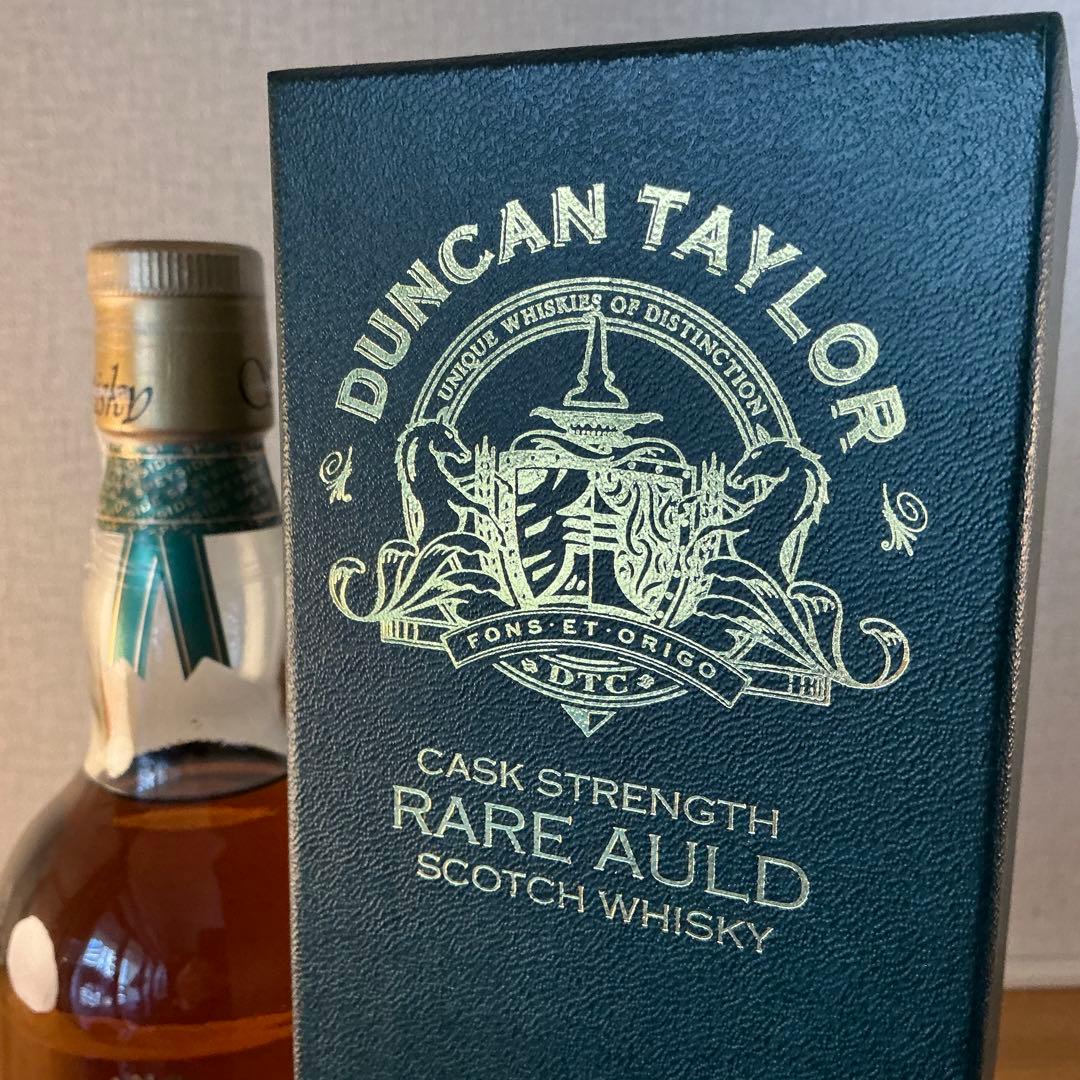 DUNCAN TAYLOR
UNIQUE WHISKIES OF DISTINCTION
FONS·ET·ORIGO
DTC
CASK STRENGTH
RARE AULD
SCOTCH WHISKY